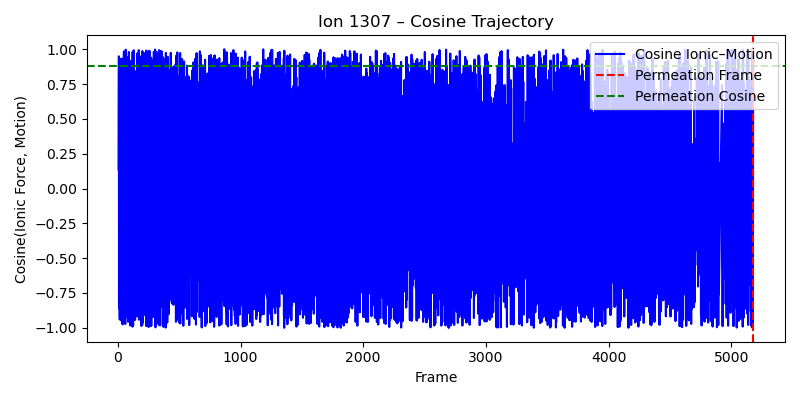 Ion 1307 – Cosine Trajectory
Cosine(Ionic Force, Motion)
1.00
0.75
0.50
0.25
0.00
−0.25
−0.50
−0.75
−1.00
Cosine Ionic–Motion
Permeation Frame
Permeation Cosine
0 1000 2000 3000 4000 5000
Frame